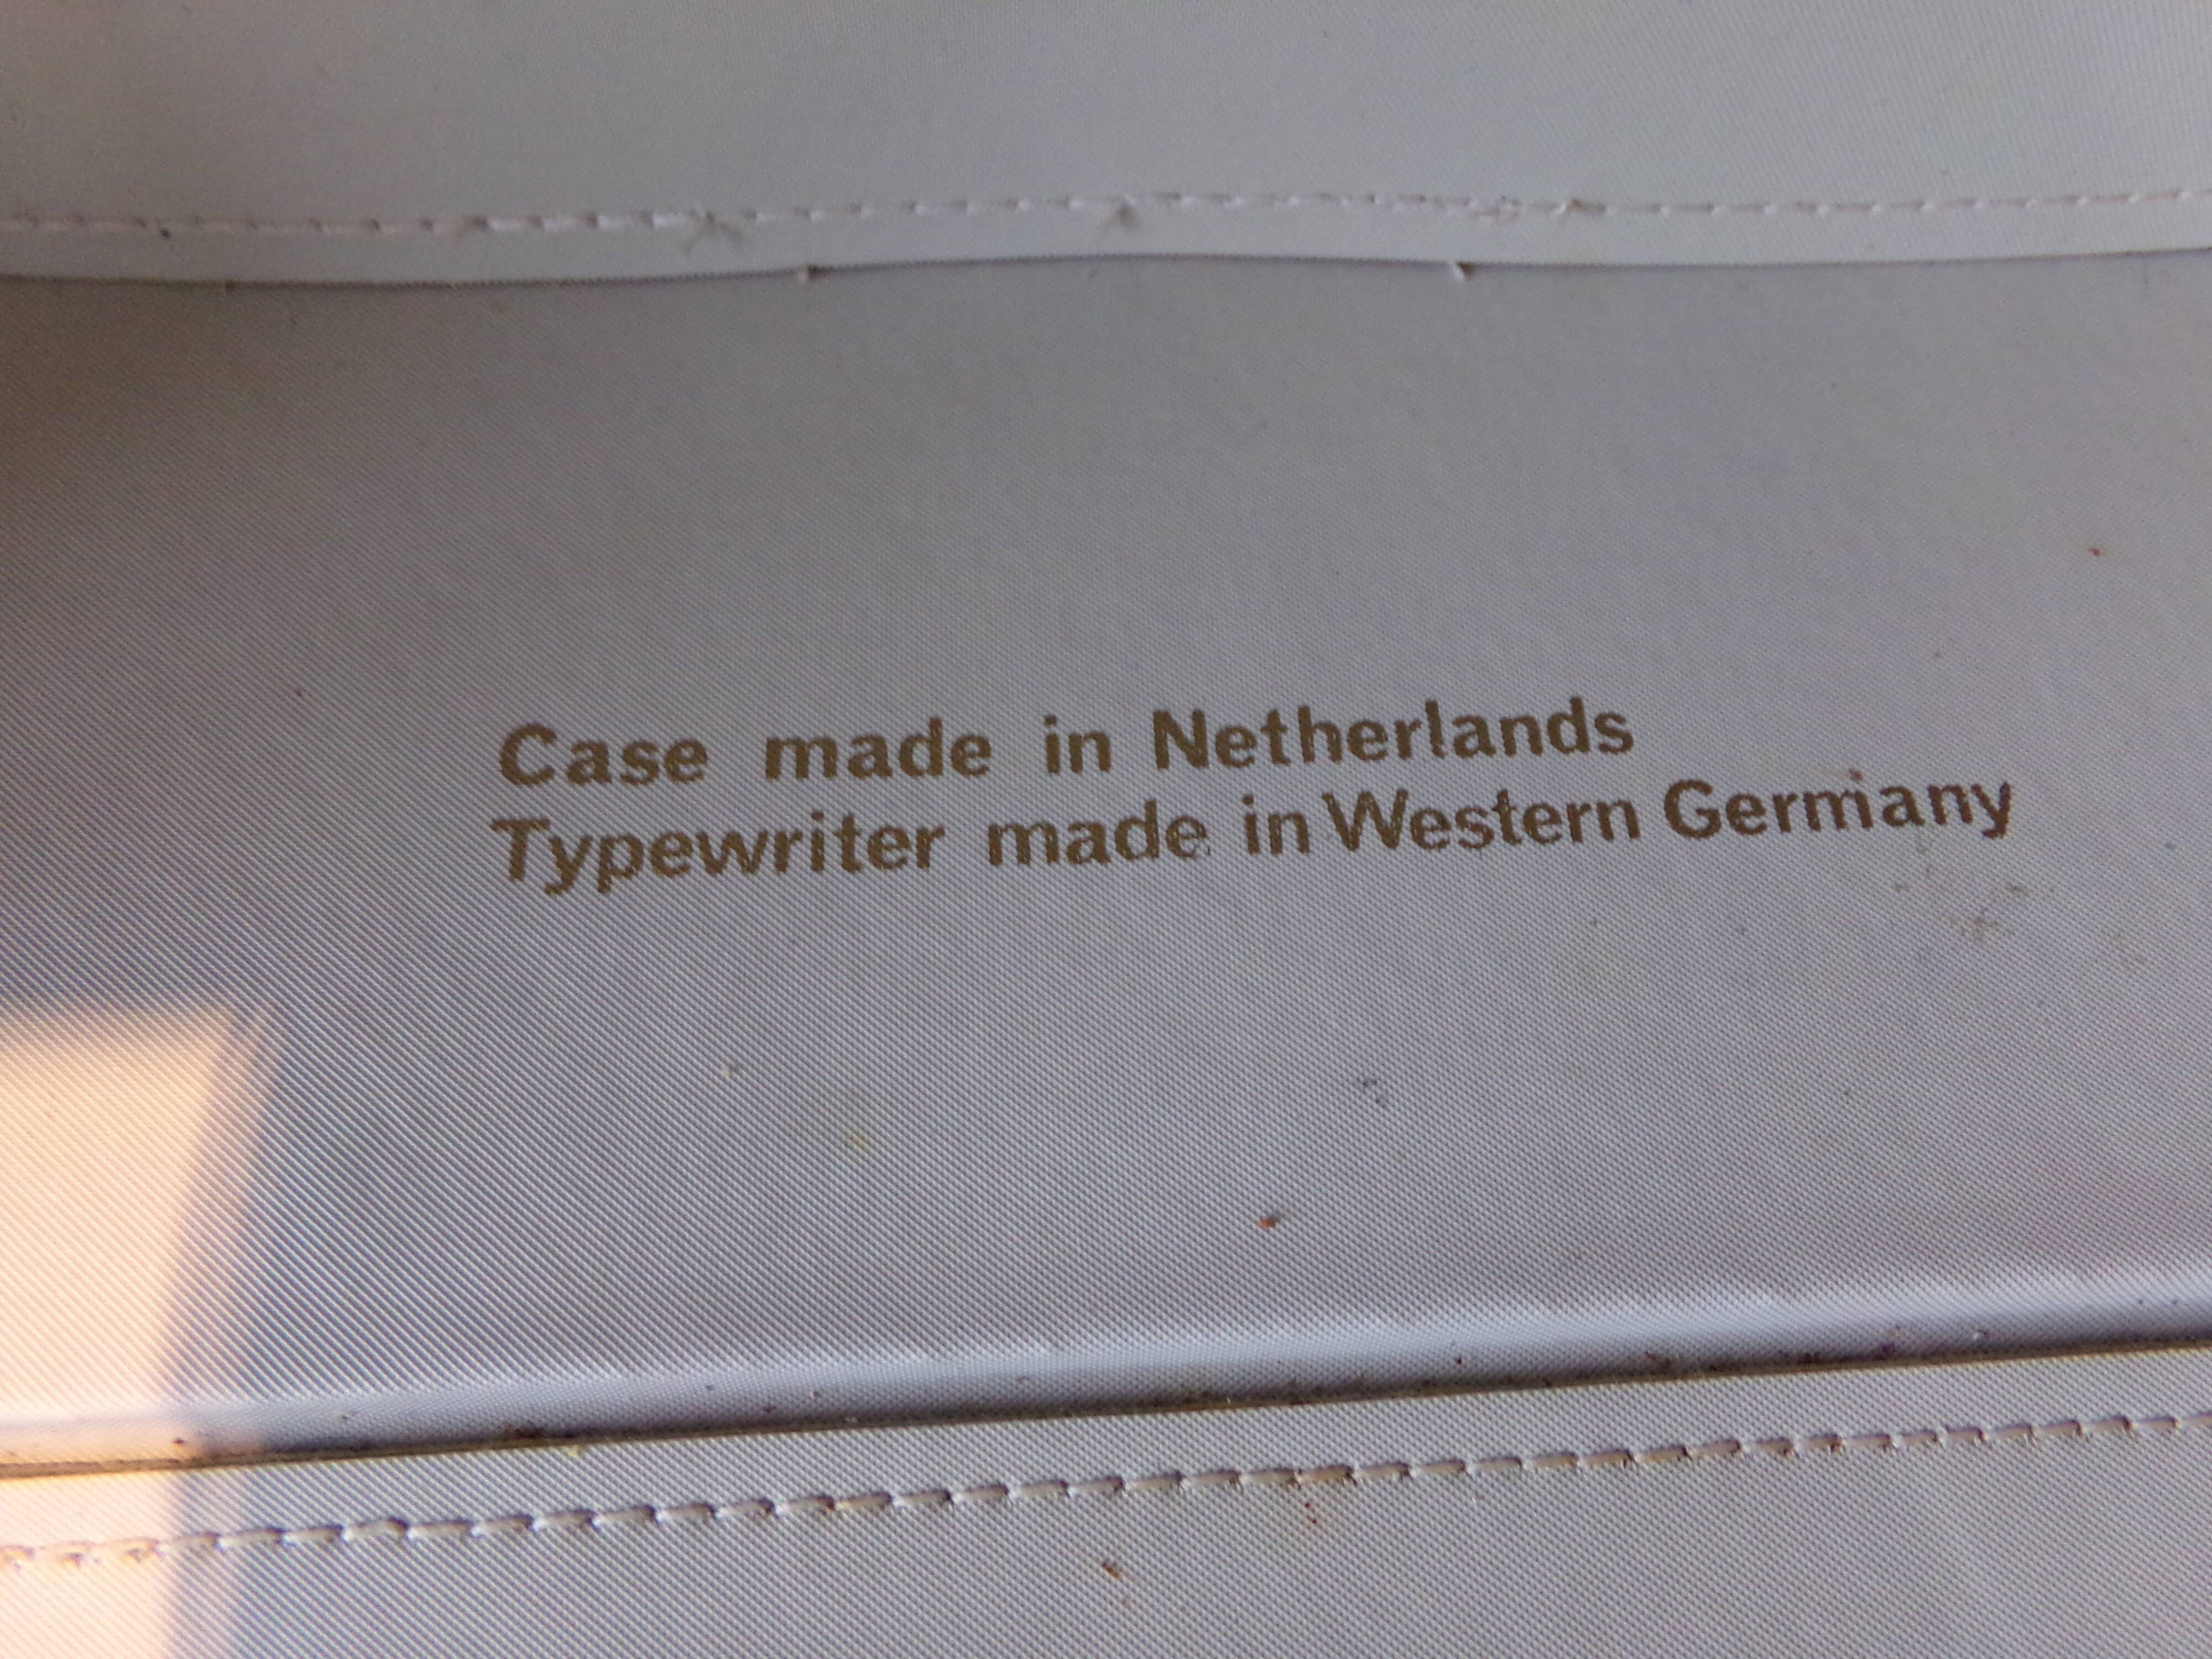 Case made in Netherlands
Typewriter made in Western Germany